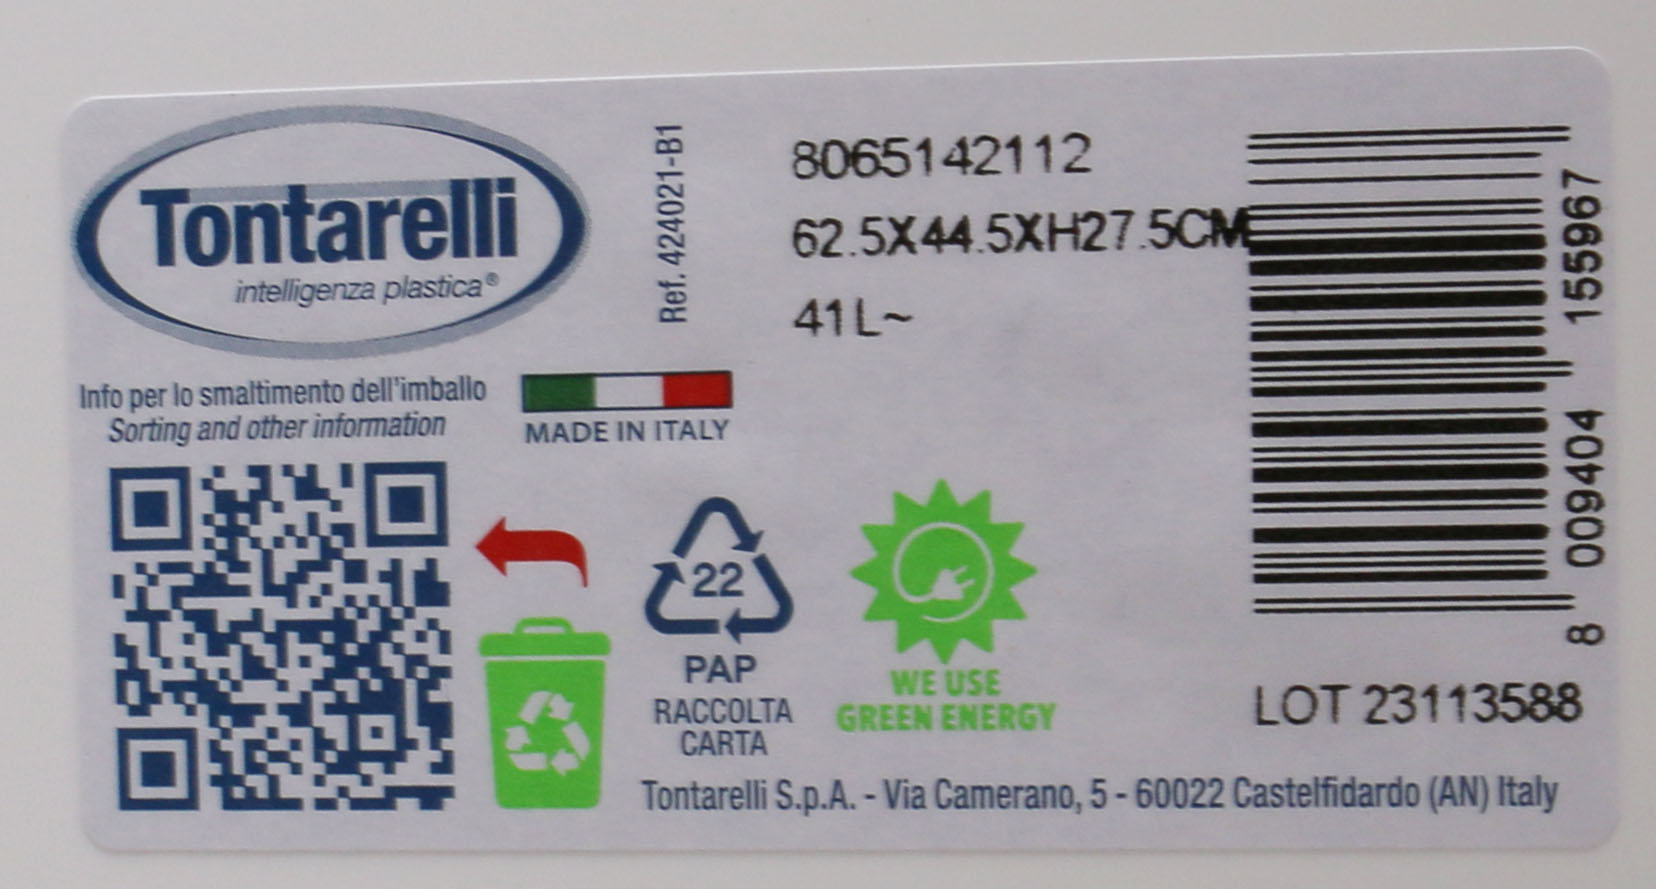 Tontarelli
intelligenza plastica®
Ref. 424021-B1
8065142112
62.5X44.5XH27.5CM
41L~
Info per lo smaltimento dell'imballo
Sorting and other information
MADE IN ITALY
22
PAP
RACCOLTA
CARTA
WE USE
GREEN ENERGY
8 009404 155967
LOT 23113588
Tontarelli S.p.A. - Via Camerano, 5 - 60022 Castelfidardo (AN) Italy